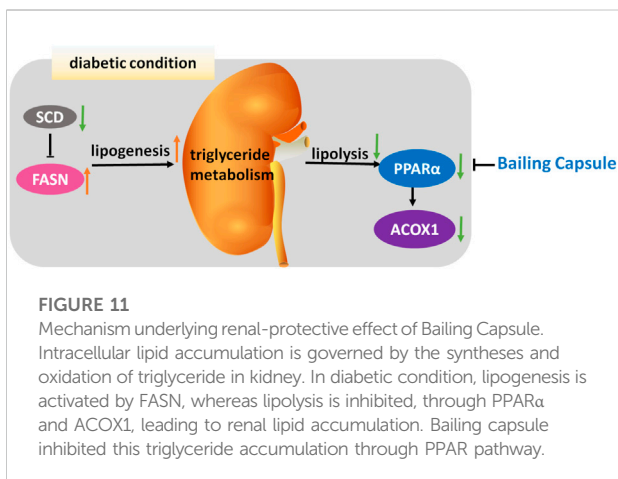 diabetic condition
SCD
FASN
lipogenesis
triglyceride
metabolism
lipolysis
PPARα
ACOX1
Bailing Capsule
FIGURE 11
Mechanism underlying renal-protective effect of Bailing Capsule.
Intracellular lipid accumulation is governed by the syntheses and
oxidation of triglyceride in kidney. In diabetic condition, lipogenesis is
activated by FASN, whereas lipolysis is inhibited, through PPARα
and ACOX1, leading to renal lipid accumulation. Bailing capsule
inhibited this triglyceride accumulation through PPAR pathway.